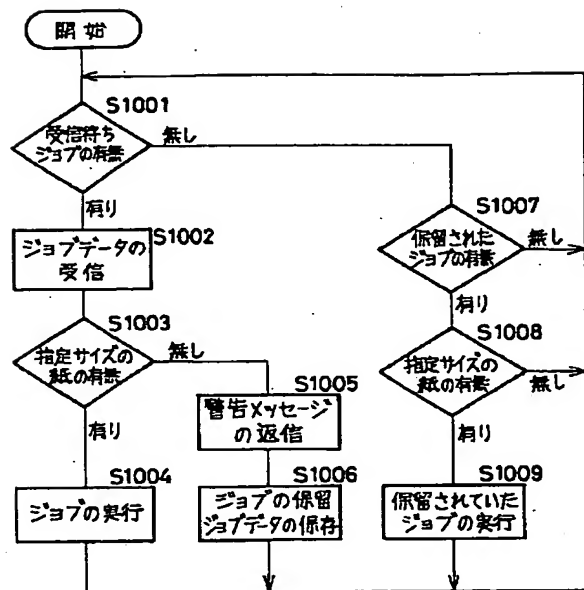 開始
S1001
受信待ち
ジョブの有無
無し
有り
S1002
ジョブデータの
受信
S1003
指定サイズの
紙の有無
無し
有り
S1004
ジョブの実行
S1005
警告メッセージ
の返信
S1006
ジョブの保留
ジョブデータの保存
S1007
保留された
ジョブの有無
無し
有り
S1008
指定サイズの
紙の有無
無し
有り
S1009
保留されていた
ジョブの実行